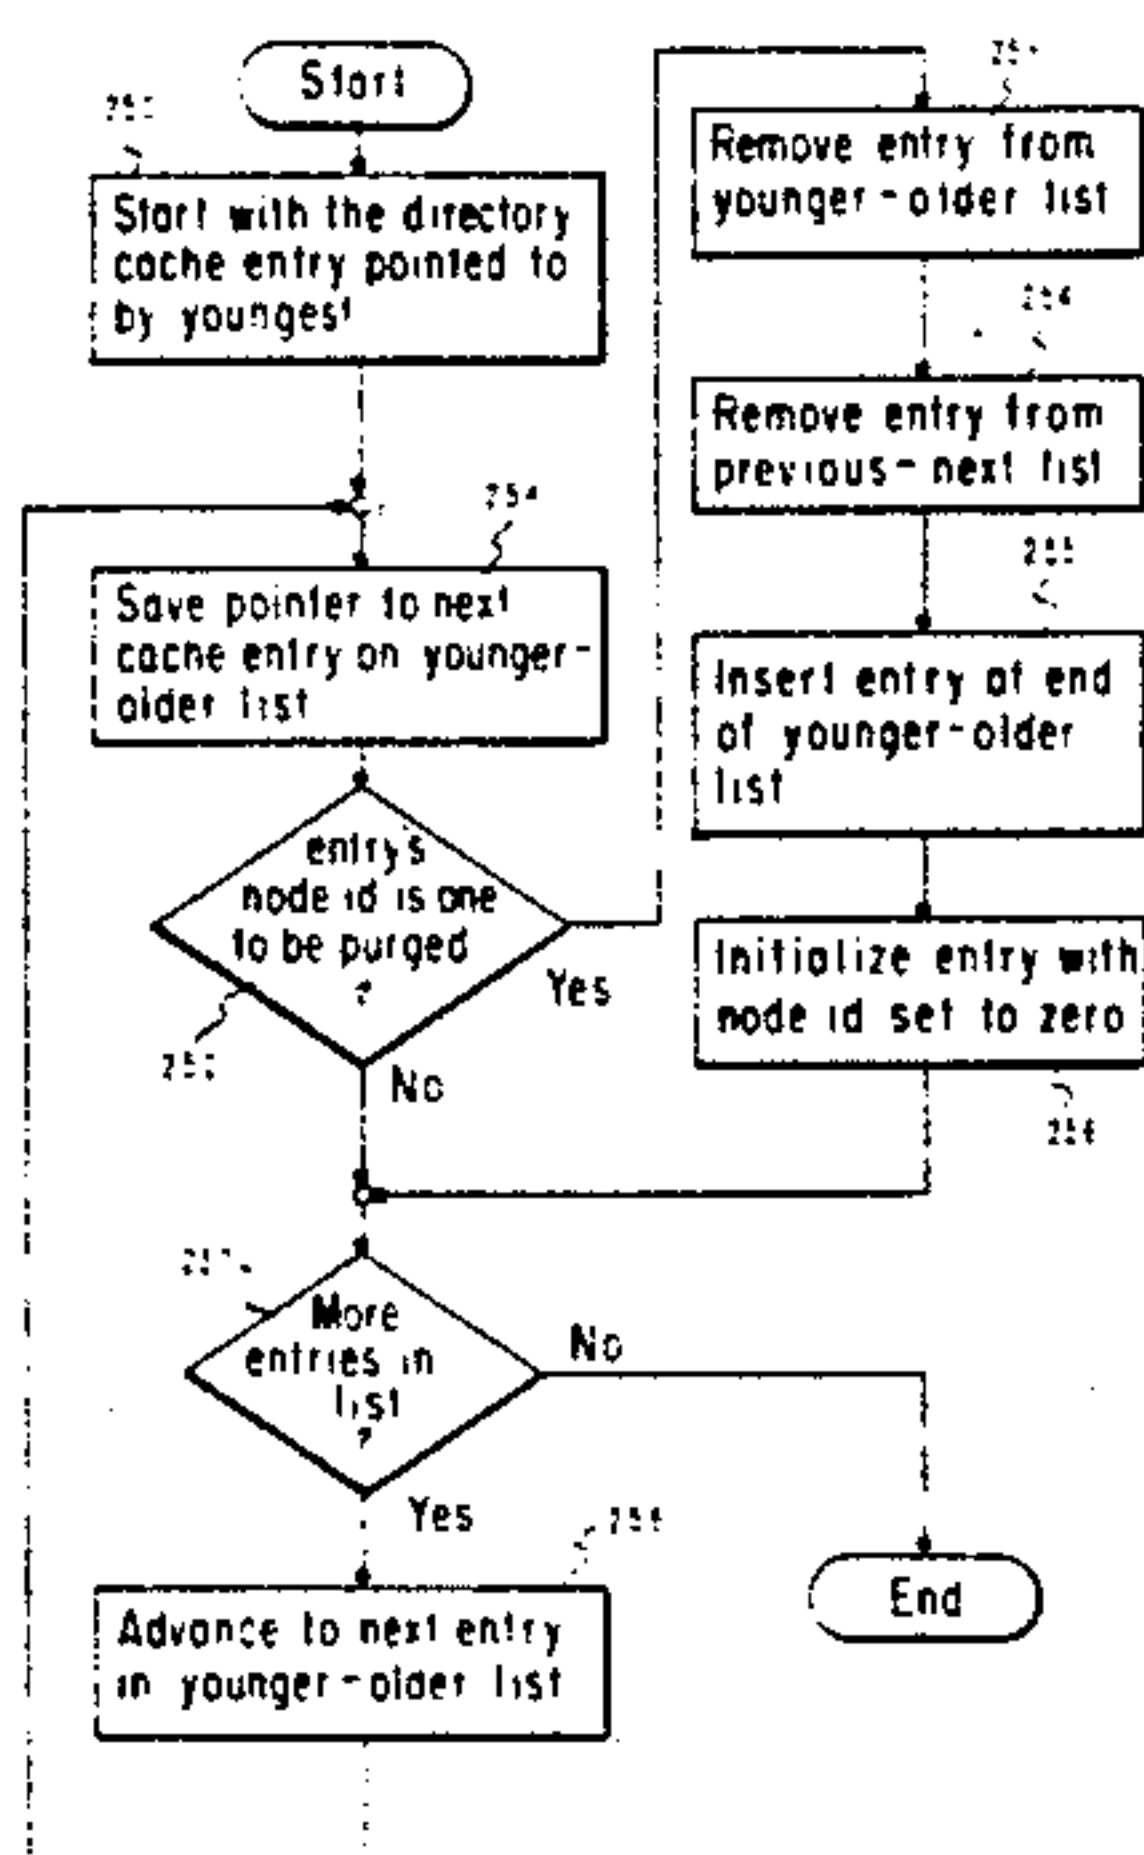 Start
Start with the directory
cache entry pointed to
by youngest
254
Save pointer to next
cache entry on younger-
older list
entry's
node id is one
to be purged
?
Yes
No
More
entries in
list
?
No
Yes
Advance to next entry
in younger-older list
Remove entry from
younger-older list
264
Remove entry from
previous-next list
Insert entry at end
of younger-older
list
Initialize entry with
node id set to zero
End